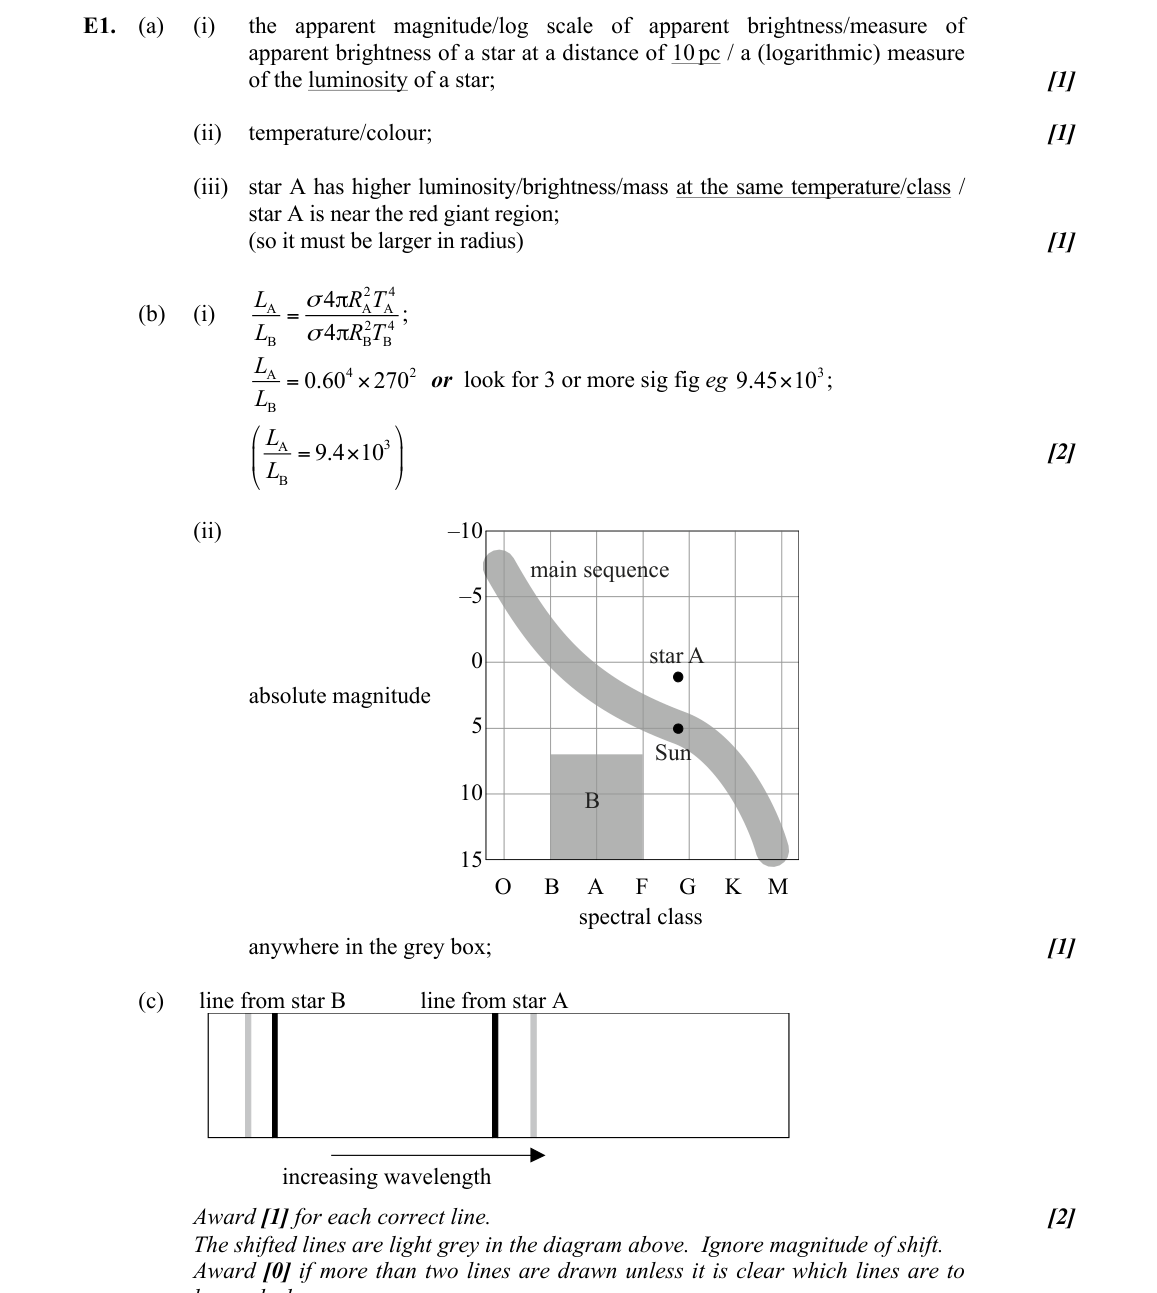 E1. (a) (i) the apparent magnitude/log scale of apparent brightness/measure of
apparent brightness of a star at a distance of 10 pc / a (logarithmic) measure
of the luminosity of a star; [1]
(ii) temperature/colour; [1]
(iii) star A has higher luminosity/brightness/mass at the same temperature/class /
star A is near the red giant region;
(so it must be larger in radius) [1]
(b) (i) L_A/L_B = σ4πR_A²T_A⁴/σ4πR_B²T_B⁴;
L_A/L_B = 0.60⁴ × 270² or look for 3 or more sig fig eg 9.45×10³;
(L_A/L_B = 9.4×10³) [2]
(ii)
–10
main sequence
–5
0
star A
absolute magnitude
5
Sun
10
B
15
O B A F G K M
spectral class
anywhere in the grey box; [1]
(c) line from star B line from star A
increasing wavelength
Award [1] for each correct line. [2]
The shifted lines are light grey in the diagram above. Ignore magnitude of shift.
Award [0] if more than two lines are drawn unless it is clear which lines are to